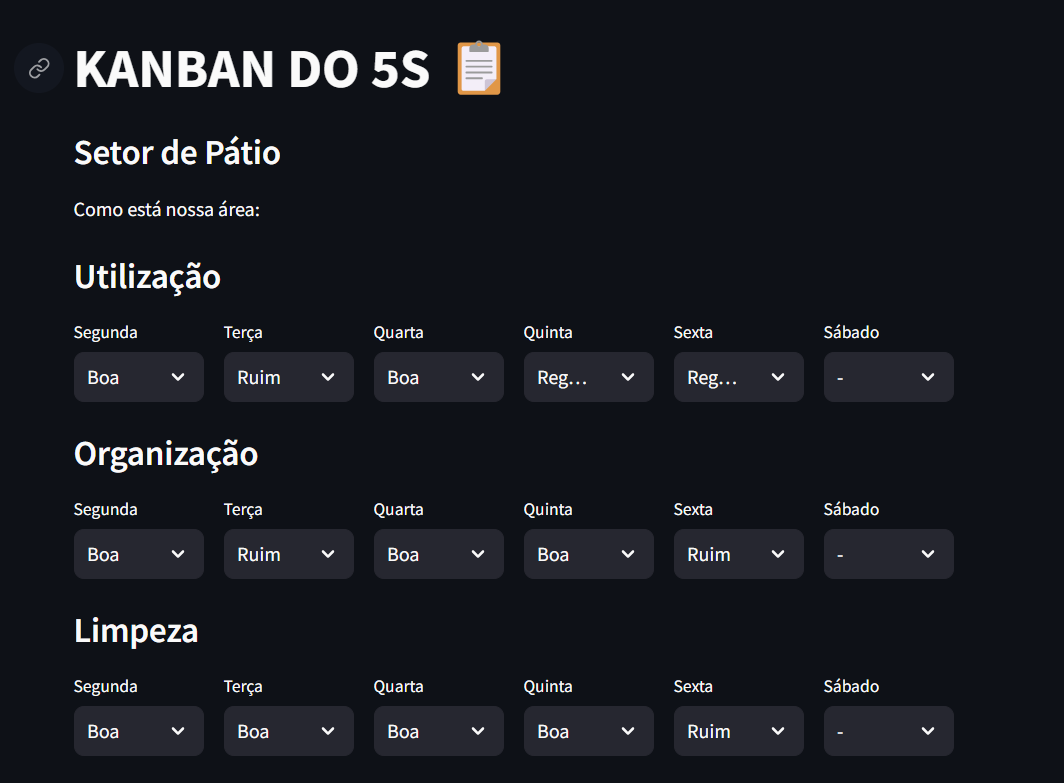 KANBAN DO 5S
Setor de Pátio
Como está nossa área:
Utilização
Segunda Terça Quarta Quinta Sexta Sábado
Boa Ruim Boa Reg... Reg... -
Organização
Segunda Terça Quarta Quinta Sexta Sábado
Boa Ruim Boa Boa Ruim -
Limpeza
Segunda Terça Quarta Quinta Sexta Sábado
Boa Boa Boa Boa Ruim -